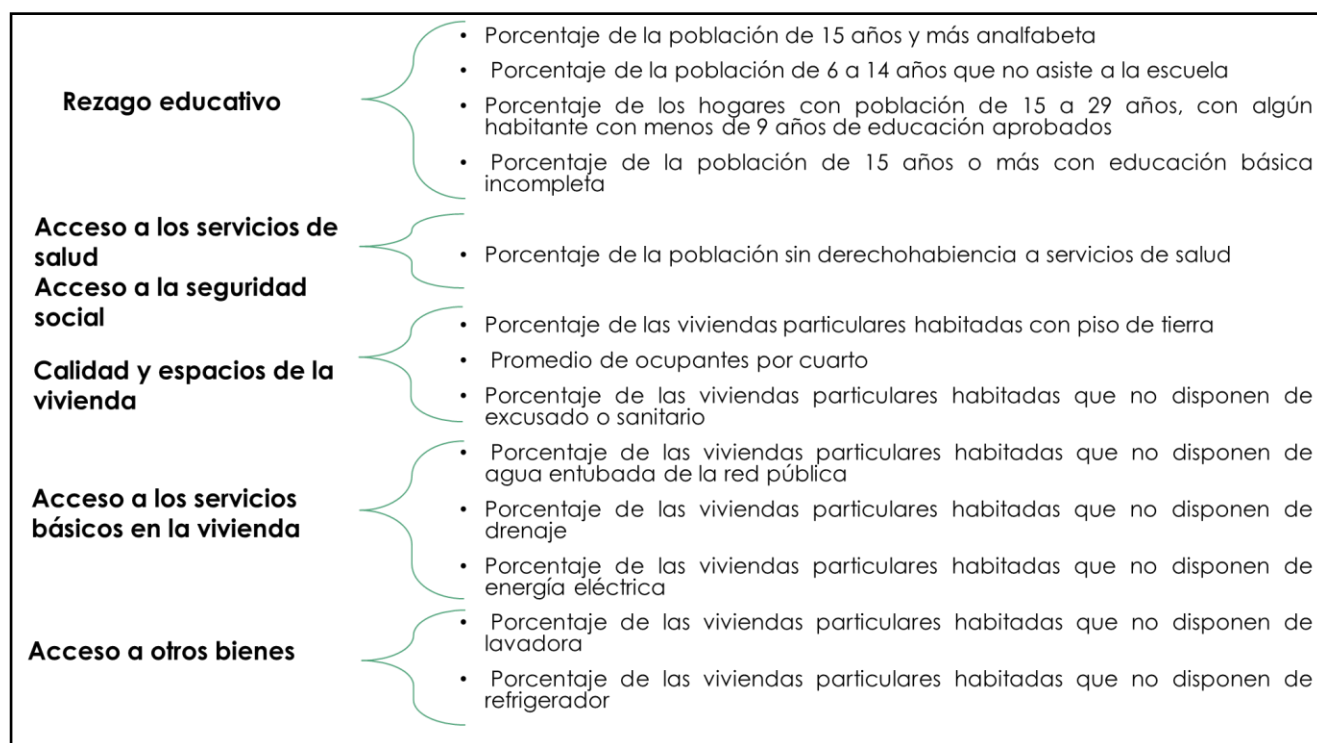 Rezago educativo
• Porcentaje de la población de 15 años y más analfabeta
• Porcentaje de la población de 6 a 14 años que no asiste a la escuela
• Porcentaje de los hogares con población de 15 a 29 años, con algún
habitante con menos de 9 años de educación aprobados
• Porcentaje de la población de 15 años o más con educación básica
incompleta
Acceso a los servicios de
salud
Acceso a la seguridad
social
• Porcentaje de la población sin derechohabiencia a servicios de salud
Calidad y espacios de la
vivienda
• Porcentaje de las viviendas particulares habitadas con piso de tierra
• Promedio de ocupantes por cuarto
• Porcentaje de las viviendas particulares habitadas que no disponen de
excusado o sanitario
Acceso a los servicios
básicos en la vivienda
• Porcentaje de las viviendas particulares habitadas que no disponen de
agua entubada de la red pública
• Porcentaje de las viviendas particulares habitadas que no disponen de
drenaje
• Porcentaje de las viviendas particulares habitadas que no disponen de
energía eléctrica
Acceso a otros bienes
• Porcentaje de las viviendas particulares habitadas que no disponen de
lavadora
• Porcentaje de las viviendas particulares habitadas que no disponen de
refrigerador